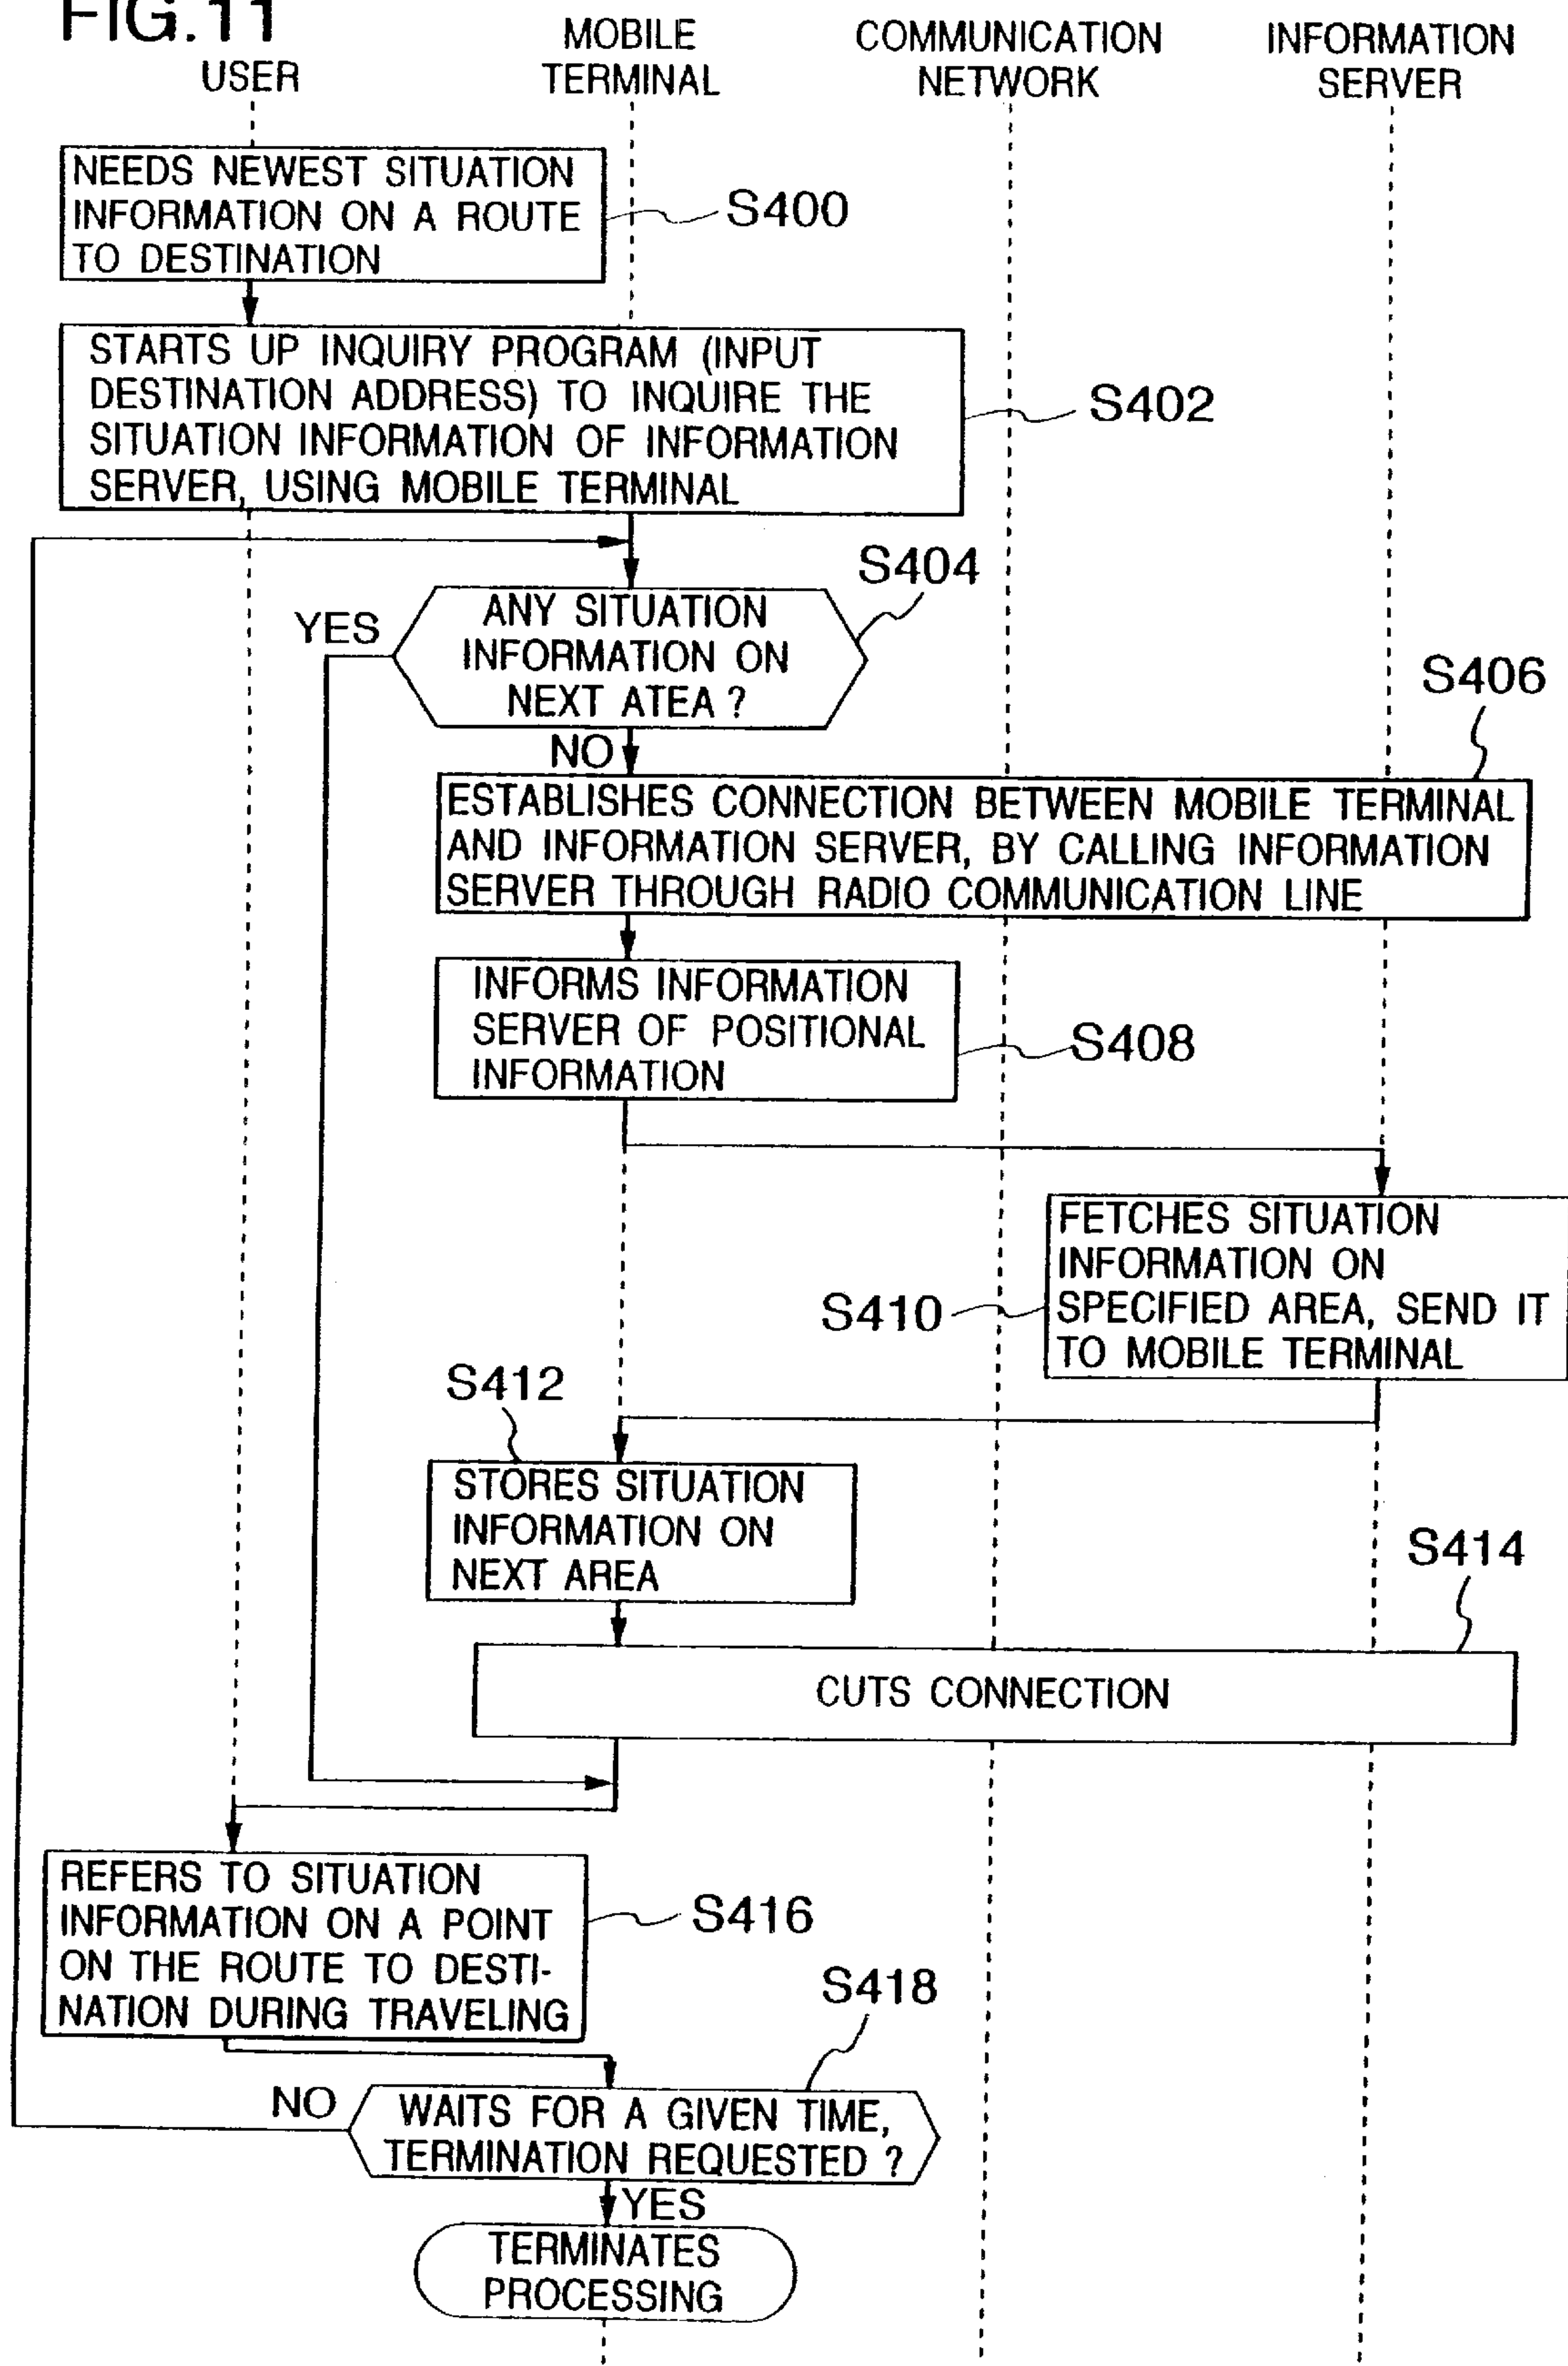 FIG.11
USER
MOBILE
TERMINAL
COMMUNICATION
NETWORK
INFORMATION
SERVER
NEEDS NEWEST SITUATION
INFORMATION ON A ROUTE
TO DESTINATION
S400
STARTS UP INQUIRY PROGRAM (INPUT
DESTINATION ADDRESS) TO INQUIRE THE
SITUATION INFORMATION OF INFORMATION
SERVER, USING MOBILE TERMINAL
S402
S404
YES
ANY SITUATION
INFORMATION ON
NEXT ATEA ?
NO
S406
ESTABLISHES CONNECTION BETWEEN MOBILE TERMINAL
AND INFORMATION SERVER, BY CALLING INFORMATION
SERVER THROUGH RADIO COMMUNICATION LINE
INFORMS INFORMATION
SERVER OF POSITIONAL
INFORMATION
S408
FETCHES SITUATION
INFORMATION ON
SPECIFIED AREA, SEND IT
TO MOBILE TERMINAL
S410
S412
STORES SITUATION
INFORMATION ON
NEXT AREA
S414
CUTS CONNECTION
REFERS TO SITUATION
INFORMATION ON A POINT
ON THE ROUTE TO DESTI-
NATION DURING TRAVELING
S416
S418
NO
WAITS FOR A GIVEN TIME,
TERMINATION REQUESTED ?
YES
TERMINATES
PROCESSING